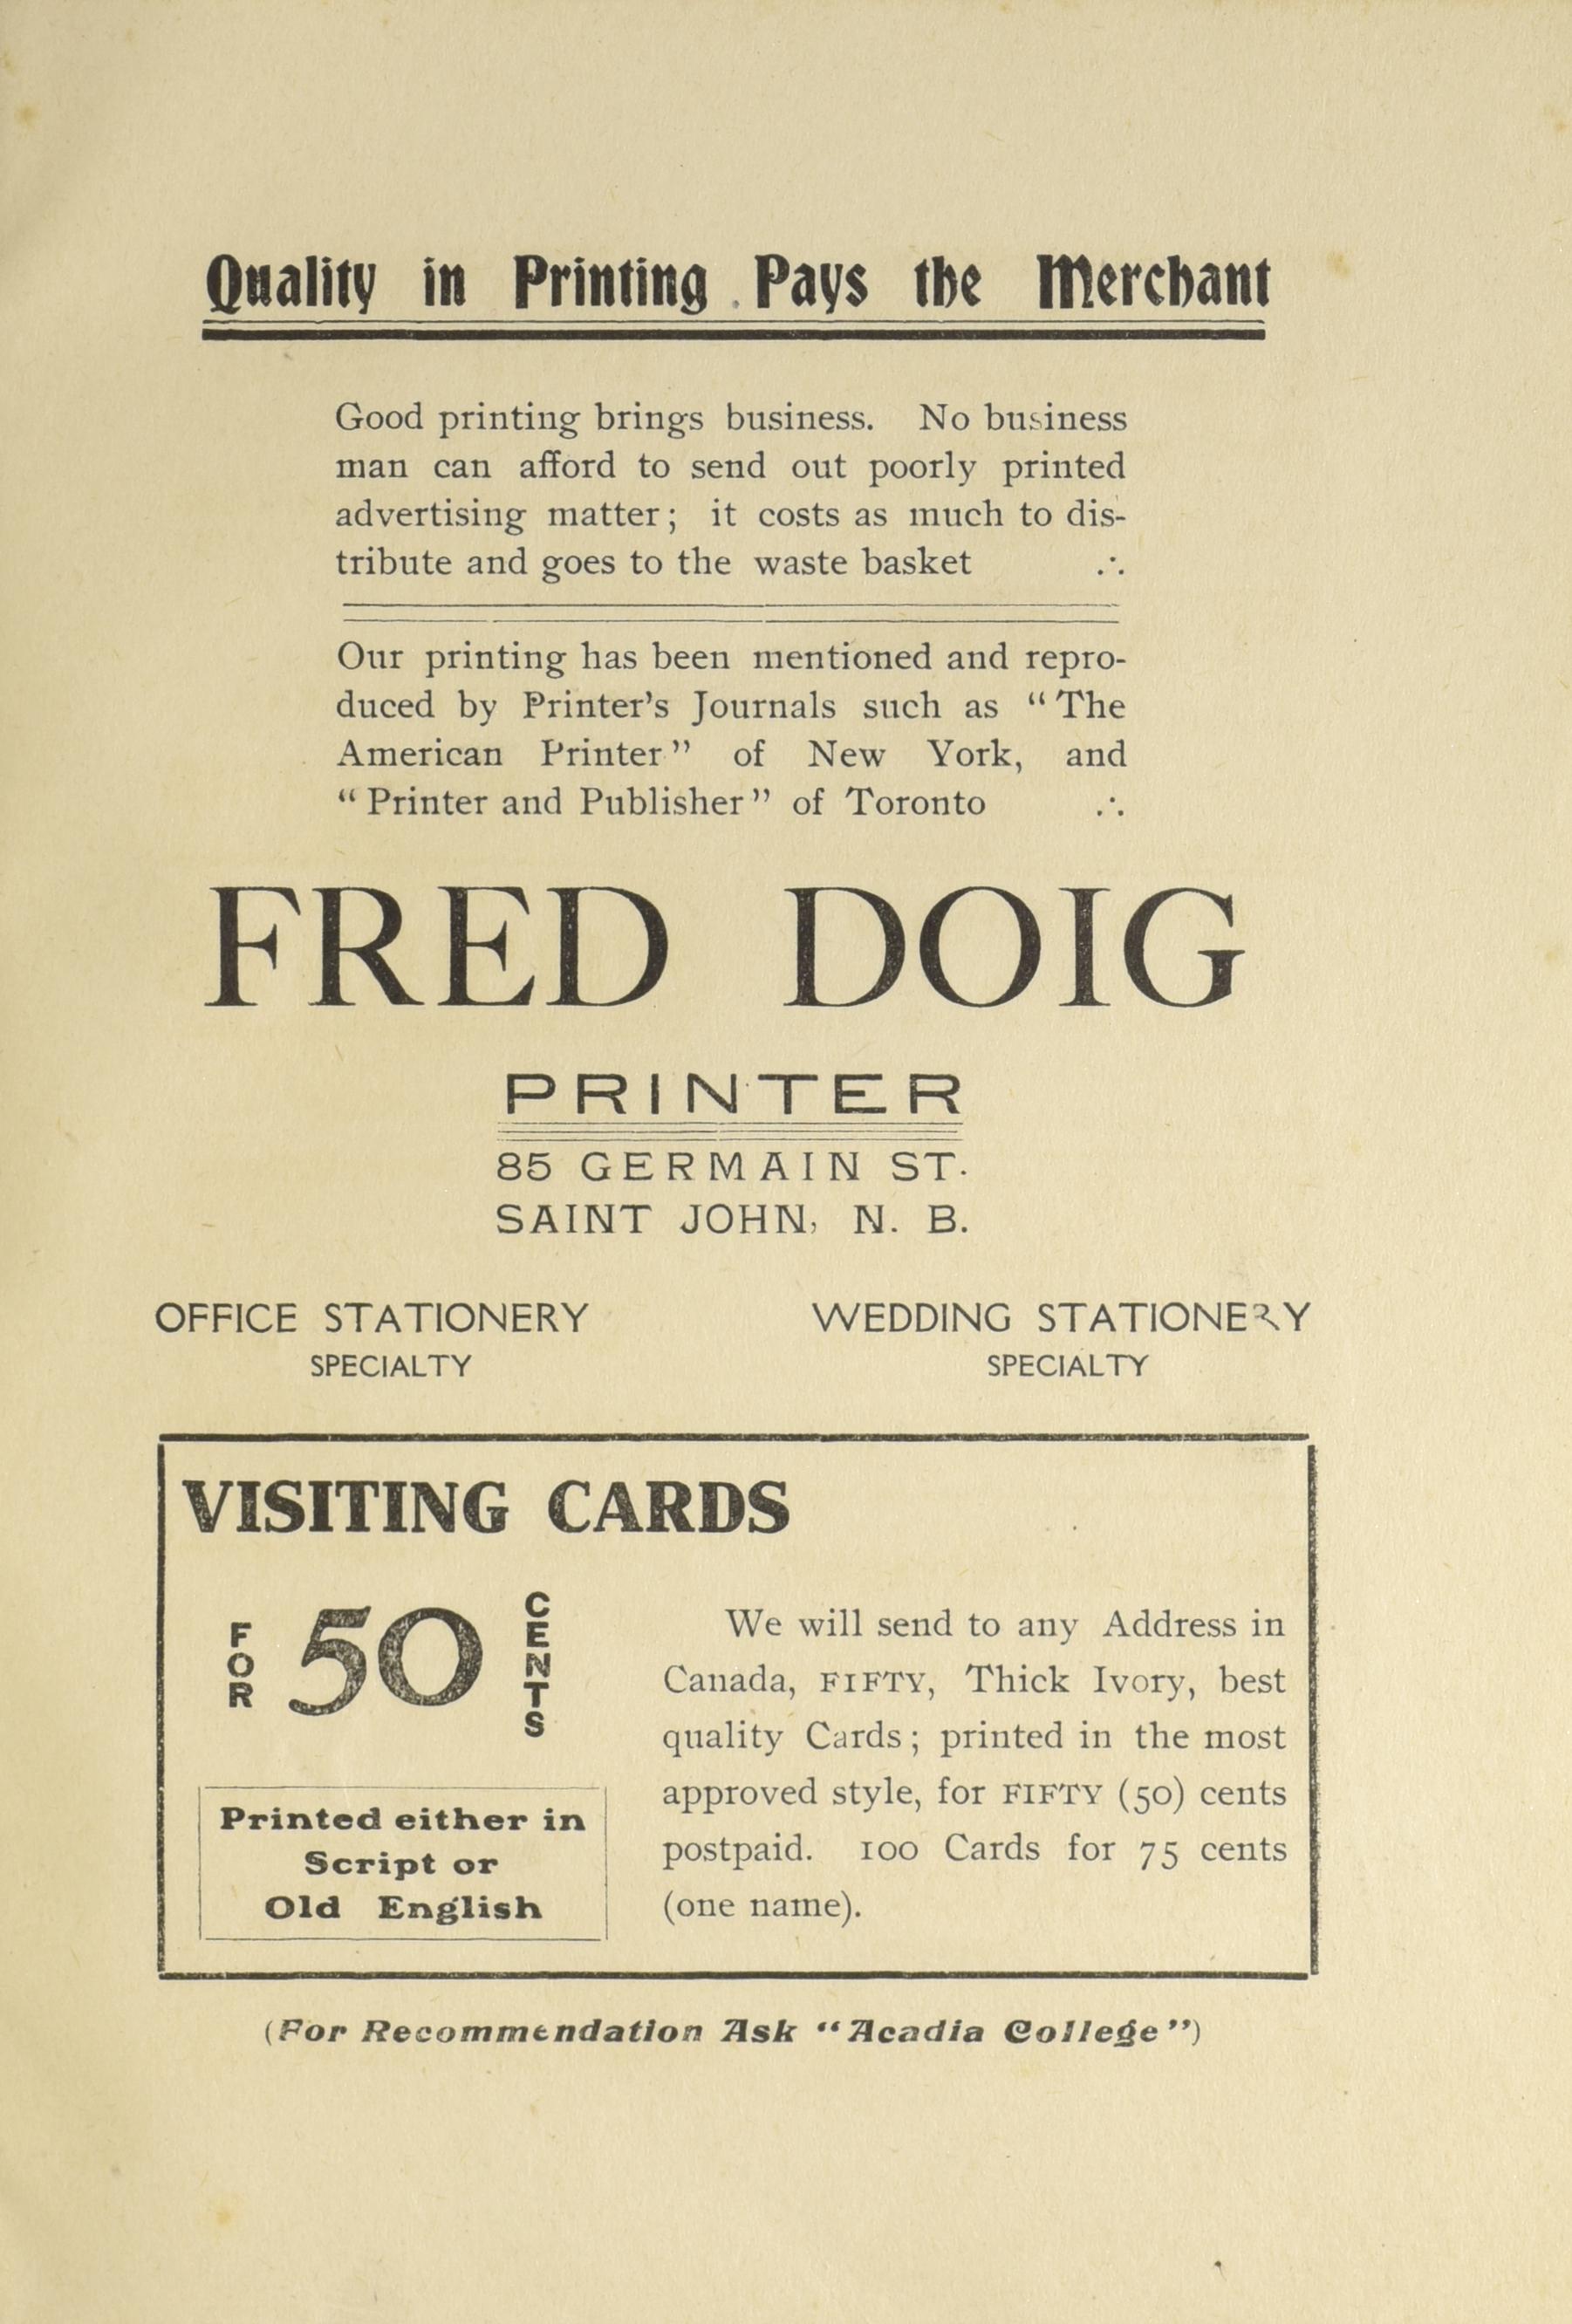 Quality in Printing Pays the Merchant
Good printing brings business. No business
man can afford to send out poorly printed
advertising matter; it costs as much to dis-
tribute and goes to the waste basket ∴
Our printing has been mentioned and repro-
duced by Printer's Journals such as "The
American Printer" of New York, and
"Printer and Publisher" of Toronto ∴
FRED DOIG
PRINTER
85 GERMAIN ST.
SAINT JOHN, N. B.
OFFICE STATIONERY
SPECIALTY
WEDDING STATIONERY
SPECIALTY
VISITING CARDS
FOR 50 CENTS
Printed either in
Script or
Old English
We will send to any Address in
Canada, FIFTY, Thick Ivory, best
quality Cards; printed in the most
approved style, for FIFTY (50) cents
postpaid. 100 Cards for 75 cents
(one name).
(For Recommendation Ask "Acadia College")